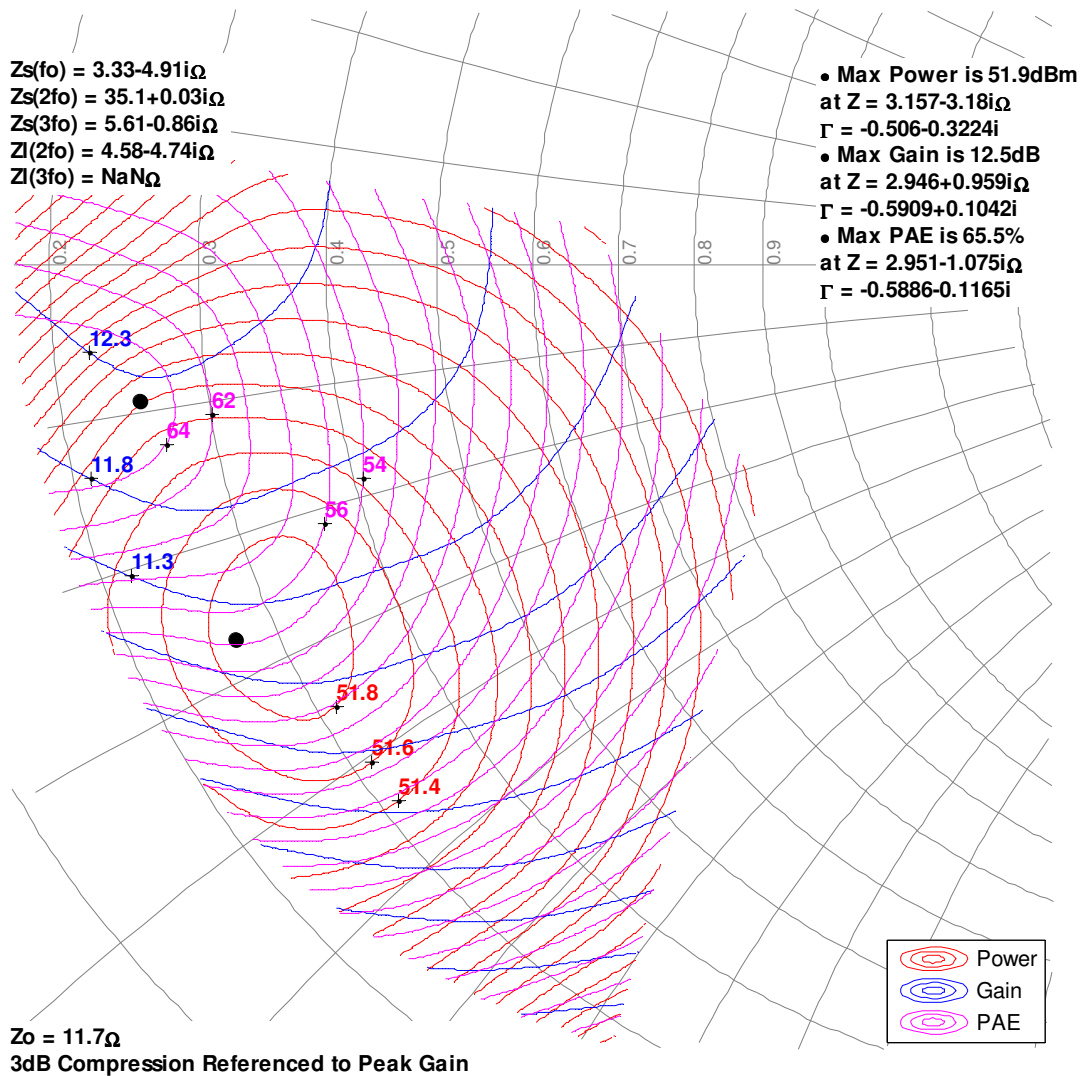 Zs(fo) = 3.33-4.91iΩ
Zs(2fo) = 35.1+0.03iΩ
Zs(3fo) = 5.61-0.86iΩ
Zl(2fo) = 4.58-4.74iΩ
Zl(3fo) = NaNΩ
• Max Power is 51.9dBm
at Z = 3.157-3.18iΩ
Γ = -0.506-0.3224i
• Max Gain is 12.5dB
at Z = 2.946+0.959iΩ
Γ = -0.5909+0.1042i
• Max PAE is 65.5%
at Z = 2.951-1.075iΩ
Γ = -0.5886-0.1165i
0.2
0.3
0.4
0.5
0.6
0.7
0.8
0.9
12.3
62
64
11.8
54
56
11.3
51.8
51.6
51.4
Power
Gain
PAE
Zo = 11.7Ω
3dB Compression Referenced to Peak Gain